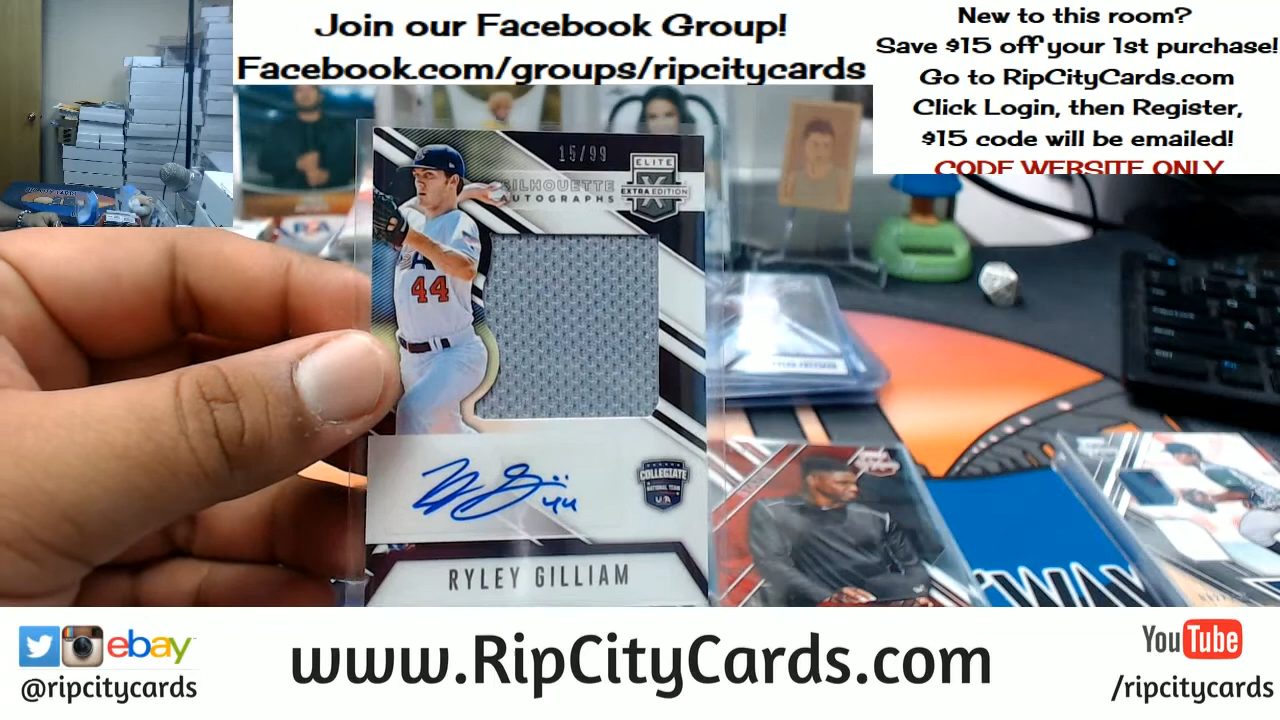 Join our Facebook Group!
Facebook.com/groups/ripcitycards
New to this room?
Save $15 off your 1st purchase!
Go to RipCityCards.com
Click Login, then Register,
$15 code will be emailed!
CODE WEBSITE ONLY
15/99
ELITE
EXTRA EDITION
X
SILHOUETTE
AUTOGRAPHS
44
44
COLLEGIATE
NATIONAL TEAM
USA
RYLEY GILLIAM
ebay
@ripcitycards
www.RipCityCards.com
YouTube
/ripcitycards